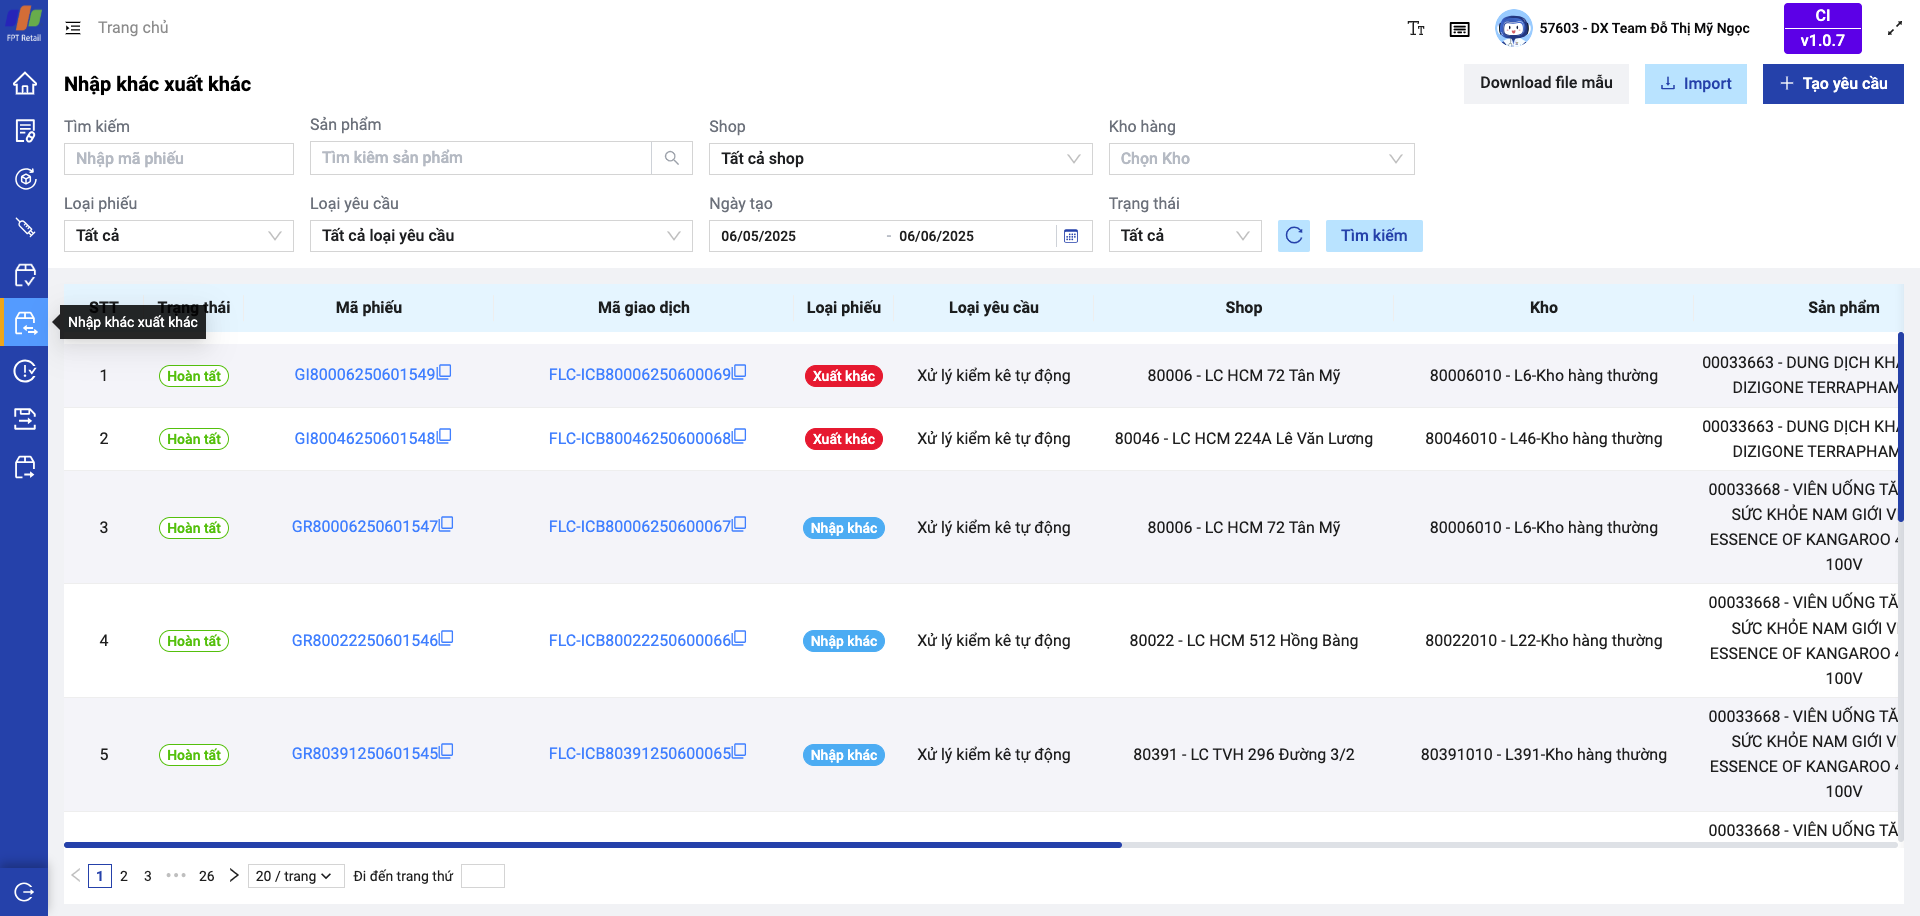 FPT Retail
Trang chủ
57603 - DX Team Đỗ Thị Mỹ Ngọc
CI
v1.0.7
Nhập khác xuất khác
Download file mẫu
Import
Tạo yêu cầu
Tìm kiếm
Sản phẩm
Shop
Kho hàng
Nhập mã phiếu
Tìm kiêm sản phẩm
Tất cả shop
Chọn Kho
Loại phiếu
Loại yêu cầu
Ngày tạo
Trạng thái
Tất cả
Tất cả loại yêu cầu
06/05/2025 - 06/06/2025
Tất cả
Tìm kiếm
STT Trạng thái Mã phiếu Mã giao dịch Loại phiếu Loại yêu cầu Shop Kho Sản phẩm
Nhập khác xuất khác
1 Hoàn tất GI80006250601549 FLC-ICB80006250600069 Xuất khác Xử lý kiểm kê tự động 80006 - LC HCM 72 Tân Mỹ 80006010 - L6-Kho hàng thường 00033663 - DUNG DỊCH KH
DIZIGONE TERRAPHAM
2 Hoàn tất GI80046250601548 FLC-ICB80046250600068 Xuất khác Xử lý kiểm kê tự động 80046 - LC HCM 224A Lê Văn Lương 80046010 - L46-Kho hàng thường 00033663 - DUNG DỊCH KH
DIZIGONE TERRAPHAM
3 Hoàn tất GR80006250601547 FLC-ICB80006250600067 Nhập khác Xử lý kiểm kê tự động 80006 - LC HCM 72 Tân Mỹ 80006010 - L6-Kho hàng thường 00033668 - VIÊN UỐNG TĂ
SỨC KHỎE NAM GIỚI V
ESSENCE OF KANGAROO 4
100V
4 Hoàn tất GR80022250601546 FLC-ICB80022250600066 Nhập khác Xử lý kiểm kê tự động 80022 - LC HCM 512 Hồng Bàng 80022010 - L22-Kho hàng thường 00033668 - VIÊN UỐNG TĂ
SỨC KHỎE NAM GIỚI V
ESSENCE OF KANGAROO 4
100V
5 Hoàn tất GR80391250601545 FLC-ICB80391250600065 Nhập khác Xử lý kiểm kê tự động 80391 - LC TVH 296 Đường 3/2 80391010 - L391-Kho hàng thường 00033668 - VIÊN UỐNG TĂ
SỨC KHỎE NAM GIỚI V
ESSENCE OF KANGAROO 4
100V
00033668 - VIÊN UỐNG TĂ
1 2 3 ••• 26 20 / trang Đi đến trang thứ